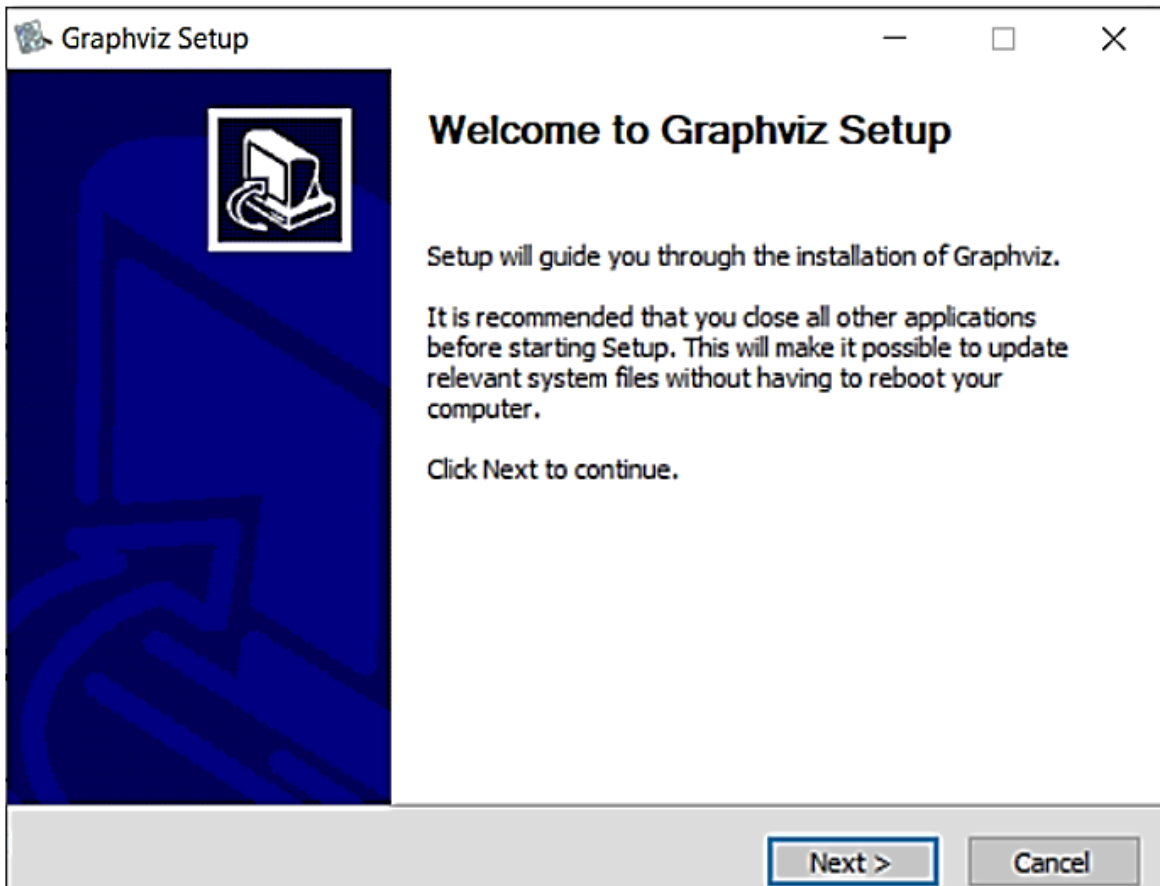 Graphviz Setup
Welcome to Graphviz Setup
Setup will guide you through the installation of Graphviz.
It is recommended that you close all other applications
before starting Setup. This will make it possible to update
relevant system files without having to reboot your
computer.
Click Next to continue.
Next >
Cancel